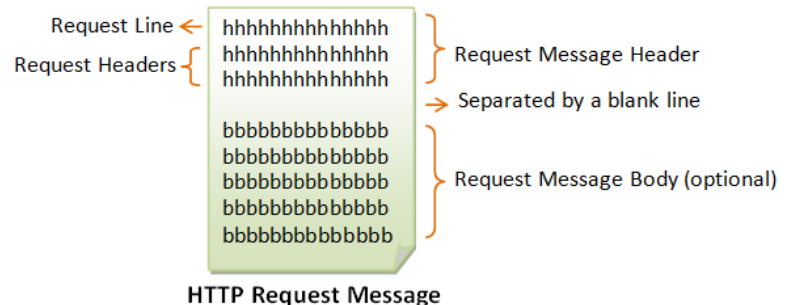 Request Line
hhhhhhhhhhhhhh
Request Headers
hhhhhhhhhhhhhh
hhhhhhhhhhhhhh
Request Message Header
Separated by a blank line
bbbbbbbbbbbbbb
bbbbbbbbbbbbbb
bbbbbbbbbbbbbb
bbbbbbbbbbbbbb
bbbbbbbbbbbbbb
Request Message Body (optional)
HTTP Request Message